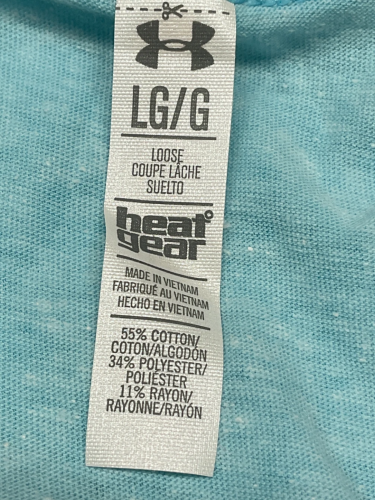 LG/G
LOOSE
COUPE LÂCHE
SUELTO
heat
gear
MADE IN VIETNAM
FABRIQUÉ AU VIETNAM
HECHO EN VIETNAM
55% COTTON/
COTON/ALGODÓN
34% POLYESTER/
POLIÉSTER
11% RAYON/
RAYONNE/RAYÓN